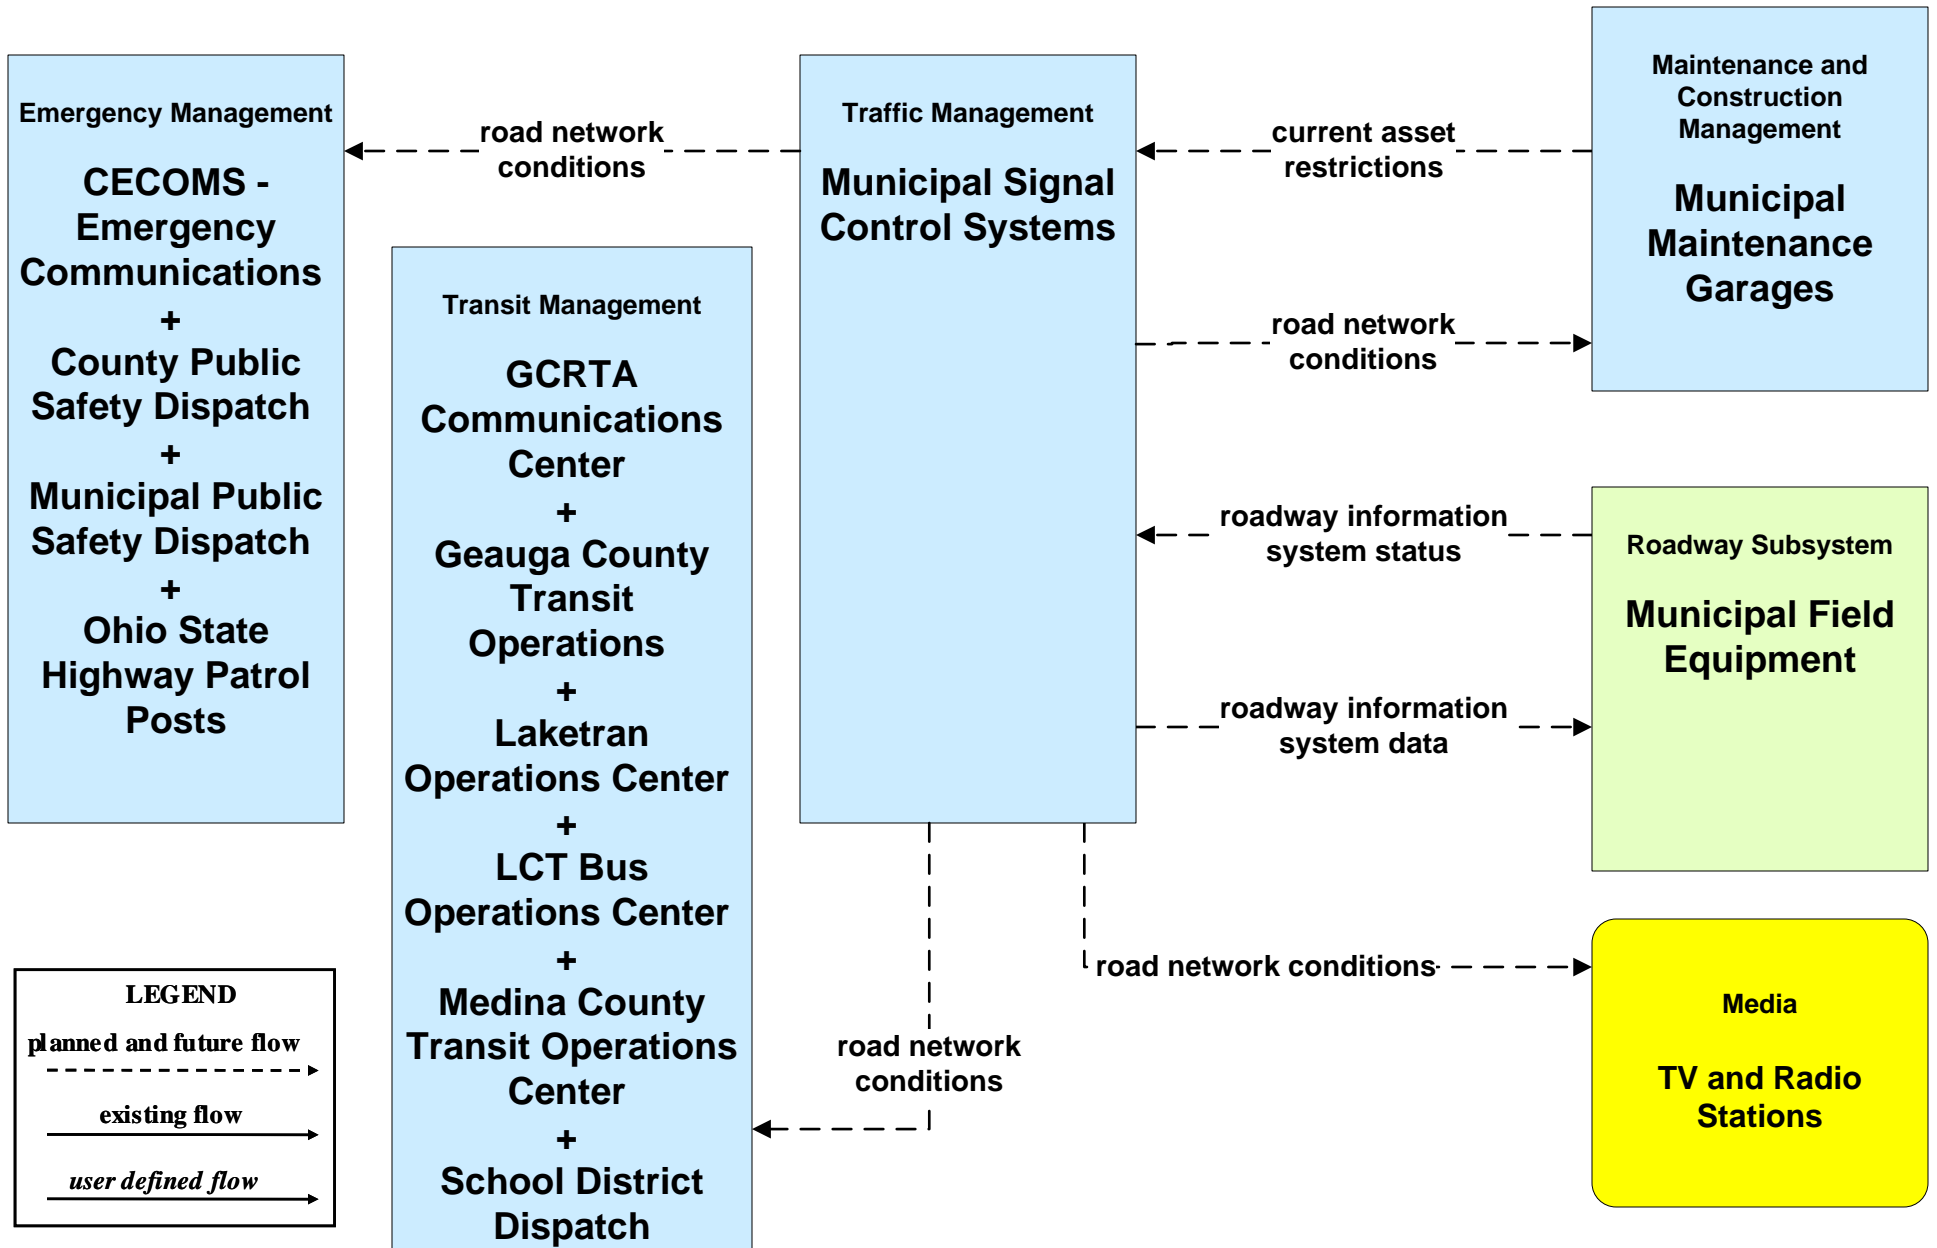 Emergency Management
CECOMS -
Emergency
Communications
+
County Public
Safety Dispatch
+
Municipal Public
Safety Dispatch
+
Ohio State
Highway Patrol
Posts
road network
conditions
Transit Management
GCRTA
Communications
Center
+
Geauga County
Transit
Operations
+
Laketran
Operations Center
+
LCT Bus
Operations Center
+
Medina County
Transit Operations
Center
+
School District
Dispatch
Traffic Management
Municipal Signal
Control Systems
current asset
restrictions
road network
conditions
roadway information
system status
roadway information
system data
road network conditions
road network
conditions
Maintenance and
Construction
Management
Municipal
Maintenance
Garages
Roadway Subsystem
Municipal Field
Equipment
Media
TV and Radio
Stations
LEGEND
planned and future flow
existing flow
user defined flow